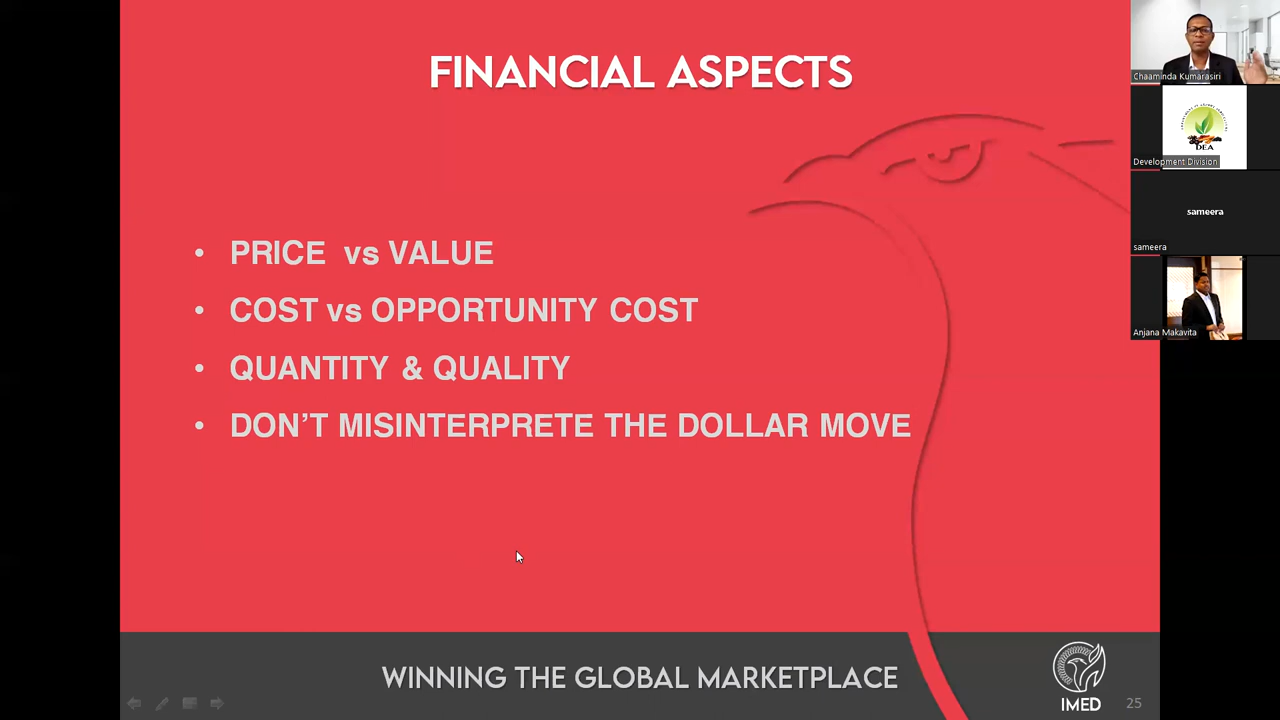 FINANCIAL ASPECTS
• PRICE vs VALUE
• COST vs OPPORTUNITY COST
• QUANTITY & QUALITY
• DON'T MISINTERPRETE THE DOLLAR MOVE
WINNING THE GLOBAL MARKETPLACE
IMED
25
Chaaminda Kumarasiri
DEA
Development Division
sameera
sameera
Anjana Makavita